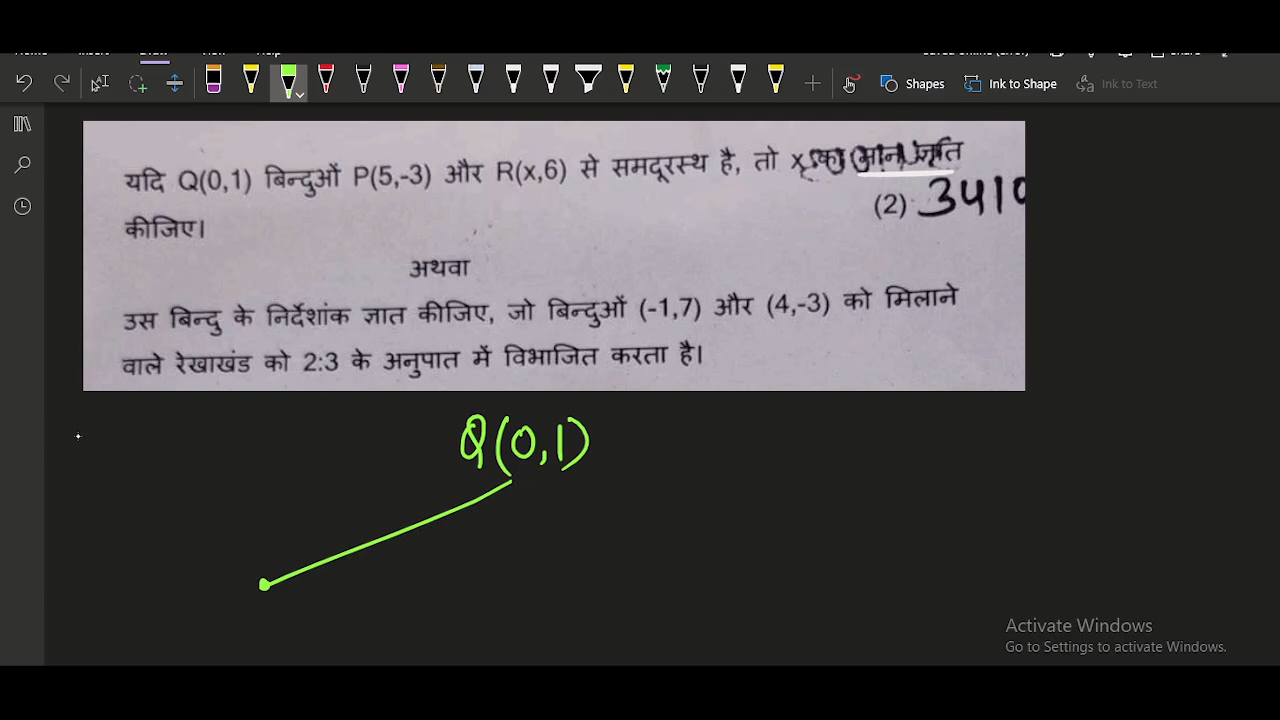 Shapes Ink to Shape Ink to Text
यदि Q(0,1) बिन्दुओं P(5,-3) और R(x,6) से समदूरस्थ है, तो x का मान ज्ञात
(2)
कीजिए।
अथवा
उस बिन्दु के निर्देशांक ज्ञात कीजिए, जो बिन्दुओं (-1,7) और (4,-3) को मिलाने
वाले रेखाखंड को 2:3 के अनुपात में विभाजित करता है।
Q(0,1)
Activate Windows
Go to Settings to activate Windows.